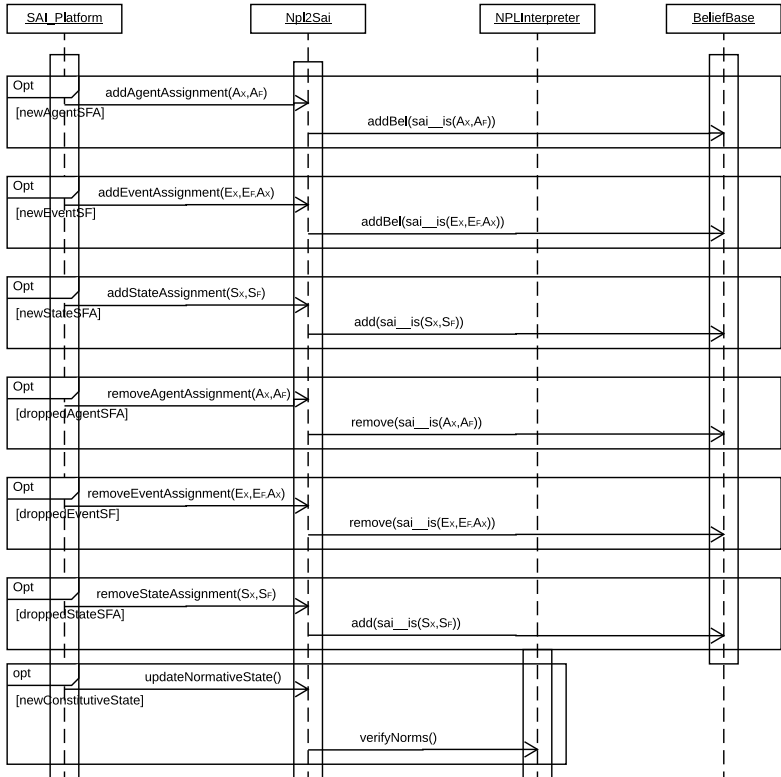 SAI_Platform
Npl2Sai
NPLInterpreter
BeliefBase
Opt
addAgentAssignment(Ax,AF)
[newAgentSFA]
addBel(sai__is(Ax,AF))
Opt
addEventAssignment(Ex,EF,Ax)
[newEventSF]
addBel(sai__is(Ex,EF,Ax))
Opt
addStateAssignment(Sx,SF)
[newStateSFA]
add(sai__is(Sx,SF))
Opt
removeAgentAssignment(Ax,AF)
[droppedAgentSFA]
remove(sai__is(Ax,AF))
Opt
removeEventAssignment(Ex,EF,Ax)
[droppedEventSF]
remove(sai__is(Ex,EF,Ax))
Opt
removeStateAssignment(Sx,SF)
[droppedStateSFA]
add(sai__is(Sx,SF))
opt
updateNormativeState()
[newConstitutiveState]
verifyNorms()